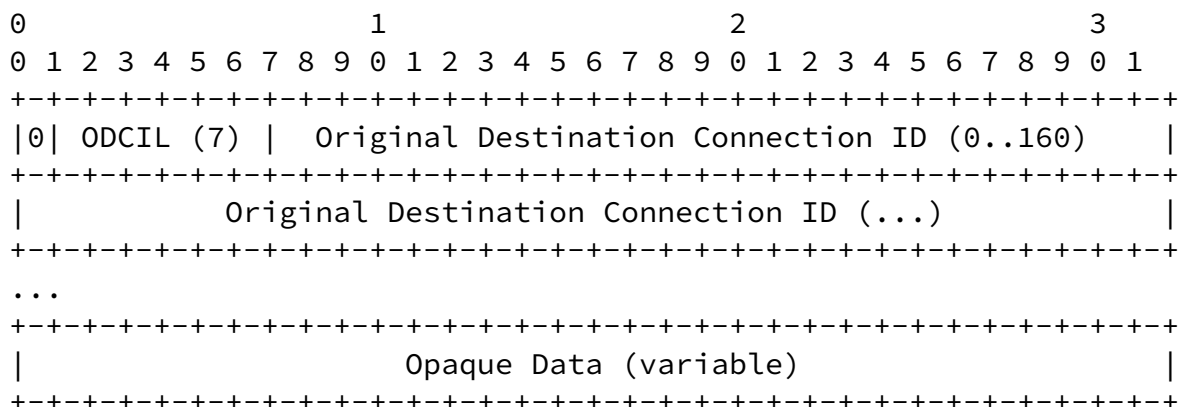 0                   1                   2                   3
0 1 2 3 4 5 6 7 8 9 0 1 2 3 4 5 6 7 8 9 0 1 2 3 4 5 6 7 8 9 0 1
+-+-+-+-+-+-+-+-+-+-+-+-+-+-+-+-+-+-+-+-+-+-+-+-+-+-+-+-+-+-+-+-+
|0| ODCIL (7) |  Original Destination Connection ID (0..160)    |
+-+-+-+-+-+-+-+-+-+-+-+-+-+-+-+-+-+-+-+-+-+-+-+-+-+-+-+-+-+-+-+-+
|           Original Destination Connection ID (...)            |
+-+-+-+-+-+-+-+-+-+-+-+-+-+-+-+-+-+-+-+-+-+-+-+-+-+-+-+-+-+-+-+-+
...
+-+-+-+-+-+-+-+-+-+-+-+-+-+-+-+-+-+-+-+-+-+-+-+-+-+-+-+-+-+-+-+-+
|                     Opaque Data (variable)                    |
+-+-+-+-+-+-+-+-+-+-+-+-+-+-+-+-+-+-+-+-+-+-+-+-+-+-+-+-+-+-+-+-+